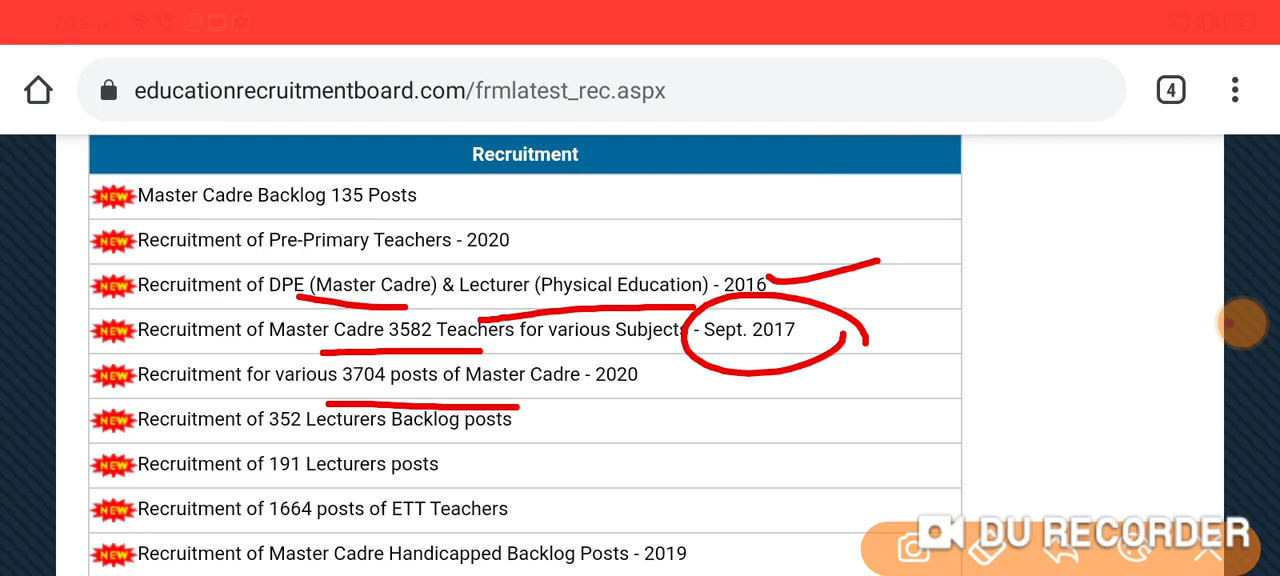 7:16
educationrecruitmentboard.com/frmlatest_rec.aspx
4
Recruitment
NEW Master Cadre Backlog 135 Posts
NEW Recruitment of Pre-Primary Teachers - 2020
NEW Recruitment of DPE (Master Cadre) & Lecturer (Physical Education) - 2016
NEW Recruitment of Master Cadre 3582 Teachers for various Subjects - Sept. 2017
NEW Recruitment for various 3704 posts of Master Cadre - 2020
NEW Recruitment of 352 Lecturers Backlog posts
NEW Recruitment of 191 Lecturers posts
NEW Recruitment of 1664 posts of ETT Teachers
NEW Recruitment of Master Cadre Handicapped Backlog Posts - 2019
DU RECORDER